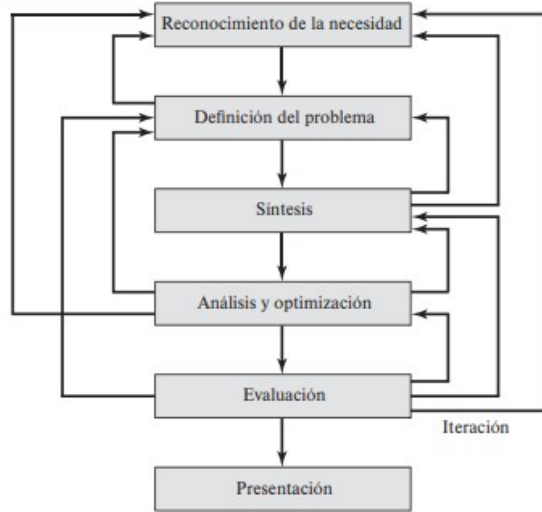 Reconocimiento de la necesidad
Definición del problema
Síntesis
Análisis y optimización
Evaluación
Iteración
Presentación